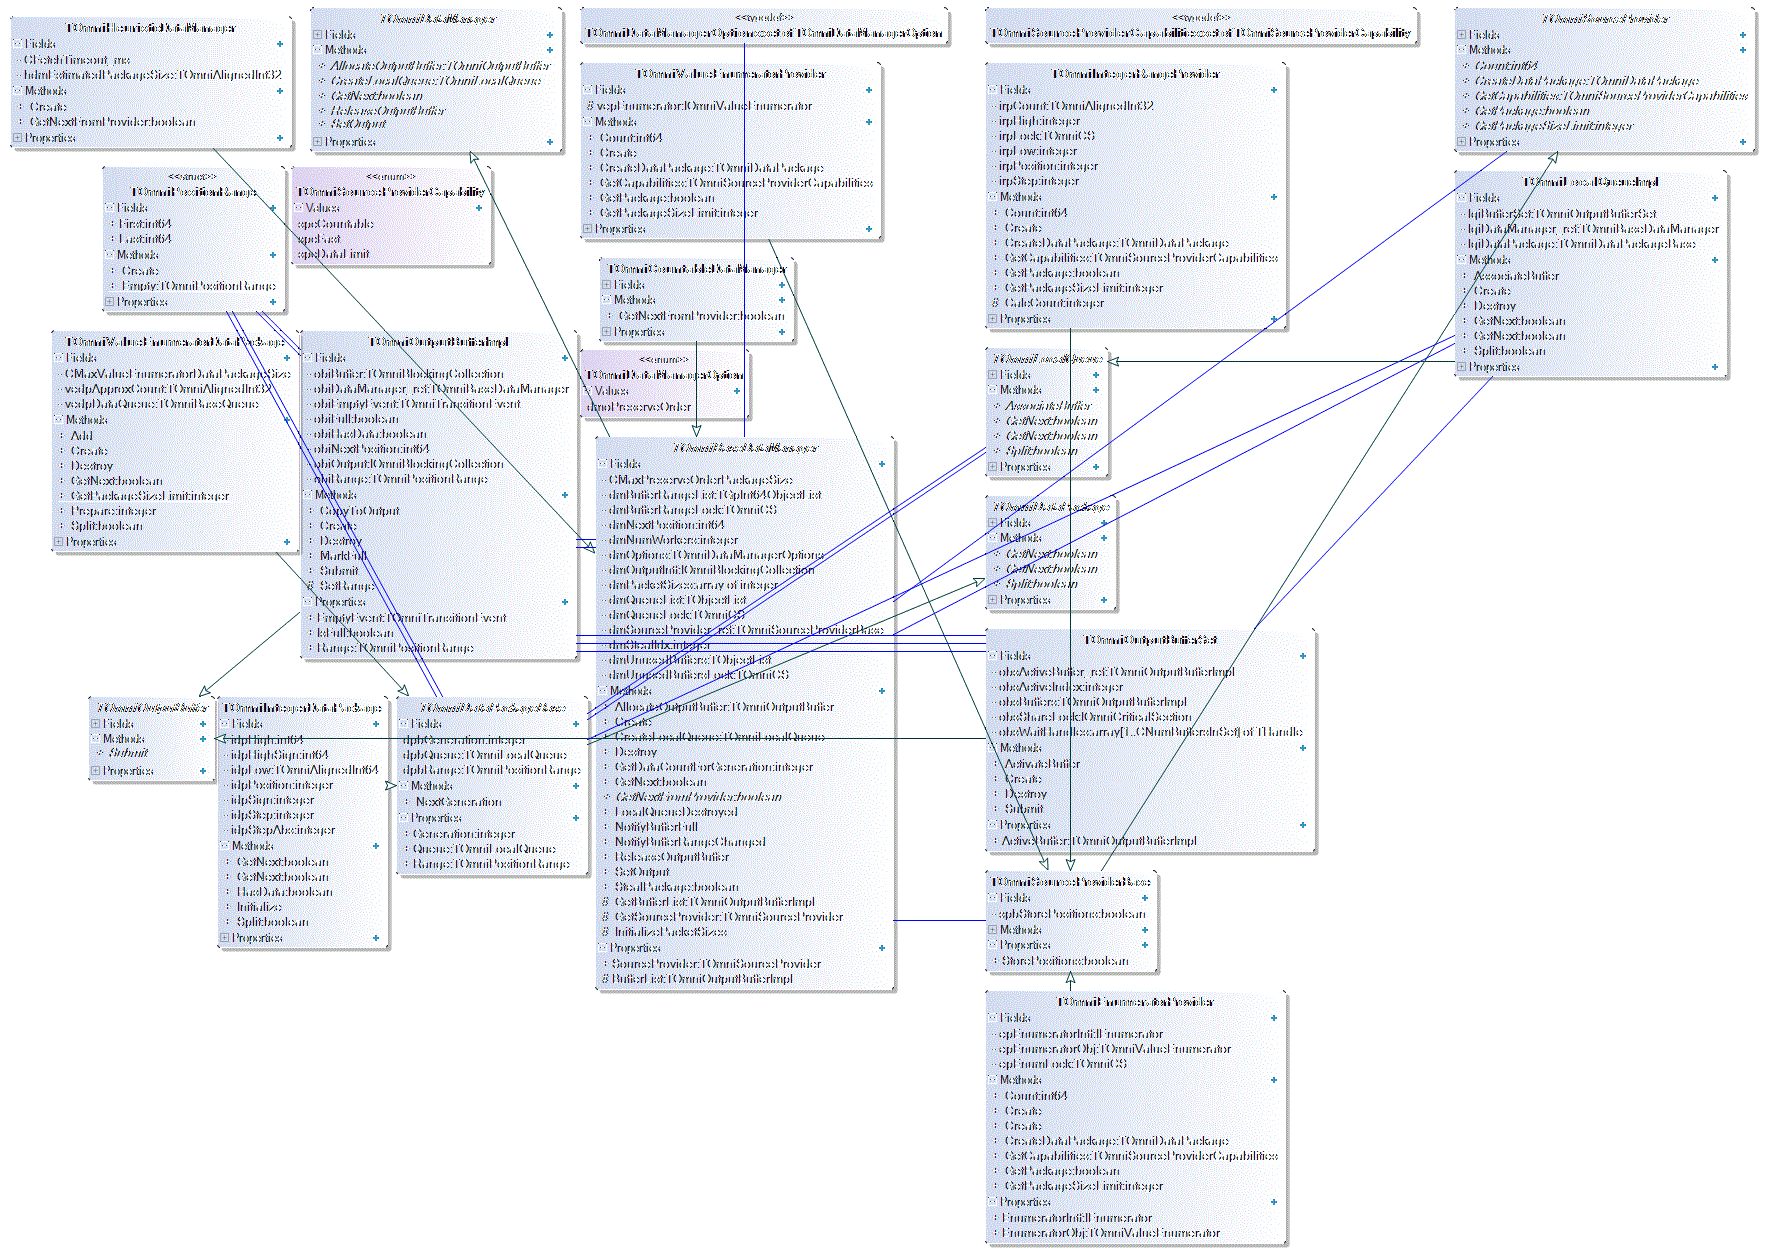 TOmniHeuristicDataManager
Fields
CFetchTimeout_ms
hdmEstimatedPackageSize:TOmniAlignedInt32
Methods
Create
GetNextFromProvider:boolean
Properties
TOmniDataManager
Fields
Methods
AllocateOutputBuffer:TOmniOutputBuffer
CreateLocalQueue:TOmniLocalQueue
GetNext:boolean
ReleaseOutputBuffer
SetOutput
Properties
<<typedef>>
TOmniDataManagerOptions:set of TOmniDataManagerOption
<<typedef>>
TOmniSourceProviderCapabilities:set of TOmniSourceProviderCapability
TOmniSourceProvider
Fields
Methods
Count:int64
CreateDataPackage:TOmniDataPackage
GetCapabilities:TOmniSourceProviderCapabilities
GetPackage:boolean
GetPackageSizeLimit:integer
Properties
TOmniValueEnumeratorProvider
Fields
vepEnumerator:IOmniValueEnumerator
Methods
Count:int64
Create
CreateDataPackage:TOmniDataPackage
GetCapabilities:TOmniSourceProviderCapabilities
GetPackage:boolean
GetPackageSizeLimit:integer
Properties
TOmniIntegerRangeProvider
Fields
irpCount:TOmniAlignedInt32
irpHigh:integer
irpLock:TOmniCS
irpLow:integer
irpPosition:integer
irpStep:integer
Methods
Count:int64
Create
CreateDataPackage:TOmniDataPackage
GetCapabilities:TOmniSourceProviderCapabilities
GetPackage:boolean
GetPackageSizeLimit:integer
# CalcCount:integer
Properties
<<struct>>
TOmniPositionRange
Fields
First:int64
Last:int64
Methods
Create
Empty:TOmniPositionRange
Properties
<<enum>>
TOmniSourceProviderCapability
Values
spcCountable
spcFast
spcDataLimit
TOmniLocalQueueImpl
Fields
lqiBufferSet:TOmniOutputBufferSet
lqiDataManager_ref:TOmniBaseDataManager
lqiDataPackage:TOmniDataPackageBase
Methods
AssociateBuffer
Create
Destroy
GetNext:boolean
GetNext:boolean
Split:boolean
Properties
TOmniCountableDataManager
Fields
Methods
GetNextFromProvider:boolean
Properties
TOmniValueEnumeratorDataPackage
Fields
CMaxValueEnumeratorDataPackageSize
vedpApproxCount:TOmniAlignedInt32
vedpDataQueue:TOmniBaseQueue
Methods
Add
Create
Destroy
GetNext:boolean
GetPackageSizeLimit:integer
Prepare:integer
Split:boolean
Properties
TOmniOutputBufferImpl
Fields
obiBuffer:TOmniBlockingCollection
obiDataManager_ref:TOmniBaseDataManager
obiEmptyEvent:TOmniTransitionEvent
obiFull:boolean
obiHasData:boolean
obiNextPosition:int64
obiOutput:IOmniBlockingCollection
obiRange:TOmniPositionRange
Methods
CopyToOutput
Create
Destroy
MarkFull
Submit
# SetRange
Properties
EmptyEvent:TOmniTransitionEvent
IsFull:boolean
Range:TOmniPositionRange
<<enum>>
TOmniDataManagerOption
Values
dmoPreserveOrder
TOmniLocalQueue
Fields
Methods
AssociateBuffer
GetNext:boolean
GetNext:boolean
Split:boolean
Properties
TOmniBaseDataManager
Fields
CMaxPreserveOrderPackageSize
dmBufferRangeList:TGpInt64ObjectList
dmBufferRangeLock:TOmniCS
dmNextPosition:int64
dmNumWorkers:integer
dmOptions:TOmniDataManagerOptions
dmOutputIntf:IOmniBlockingCollection
dmPacketSizes:array of integer
dmQueueList:TObjectList
dmQueueLock:TOmniCS
dmSourceProvider_ref:TOmniSourceProviderBase
dmStealIdx:integer
dmUnusedBuffers:TObjectList
dmUnusedBuffersLock:TOmniCS
Methods
AllocateOutputBuffer:TOmniOutputBuffer
Create
CreateLocalQueue:TOmniLocalQueue
Destroy
GetDataCountForGeneration:integer
GetNext:boolean
GetNextFromProvider:boolean
LocalQueueDestroyed
NotifyBufferFull
NotifyBufferRangeChanged
ReleaseOutputBuffer
SetOutput
StealPackage:boolean
# GetBufferList:TOmniOutputBufferImpl
# GetSourceProvider:TOmniSourceProvider
# InitializePacketSizes
Properties
SourceProvider:TOmniSourceProvider
# BufferList:TOmniOutputBufferImpl
TOmniDataPackage
Fields
Methods
GetNext:boolean
GetNext:boolean
Split:boolean
Properties
TOmniOutputBufferSet
Fields
obsActiveBuffer_ref:TOmniOutputBufferImpl
obsActiveIndex:integer
obsBuffers:TOmniOutputBufferImpl
obsShareLock:TOmniCriticalSection
obsWaitHandles:array[1..CNumBuffersInSet] of THandle
Methods
ActivateBuffer
Create
Destroy
Submit
Properties
ActiveBuffer:TOmniOutputBufferImpl
TOmniOutputBuffer
Fields
Methods
Submit
Properties
TOmniIntegerDataPackage
Fields
idpHigh:int64
idpHighSign:int64
idpLow:TOmniAlignedInt64
idpPosition:integer
idpSign:integer
idpStep:integer
idpStepAbs:integer
Methods
GetNext:boolean
GetNext:boolean
HasData:boolean
Initialize
Split:boolean
Properties
TOmniDataPackageBase
Fields
dpbGeneration:integer
dpbQueue:TOmniLocalQueue
dpbRange:TOmniPositionRange
Methods
NextGeneration
Properties
Generation:integer
Queue:TOmniLocalQueue
Range:TOmniPositionRange
TOmniSourceProviderBase
Fields
spbStorePositions:boolean
Methods
Properties
StorePositions:boolean
TOmniEnumeratorProvider
Fields
epEnumeratorIntf:IEnumerator
epEnumeratorObj:TOmniValueEnumerator
epEnumLock:TOmniCS
Methods
Count:int64
Create
Create
CreateDataPackage:TOmniDataPackage
GetCapabilities:TOmniSourceProviderCapabilities
GetPackage:boolean
GetPackageSizeLimit:integer
Properties
EnumeratorIntf:IEnumerator
EnumeratorObj:TOmniValueEnumerator